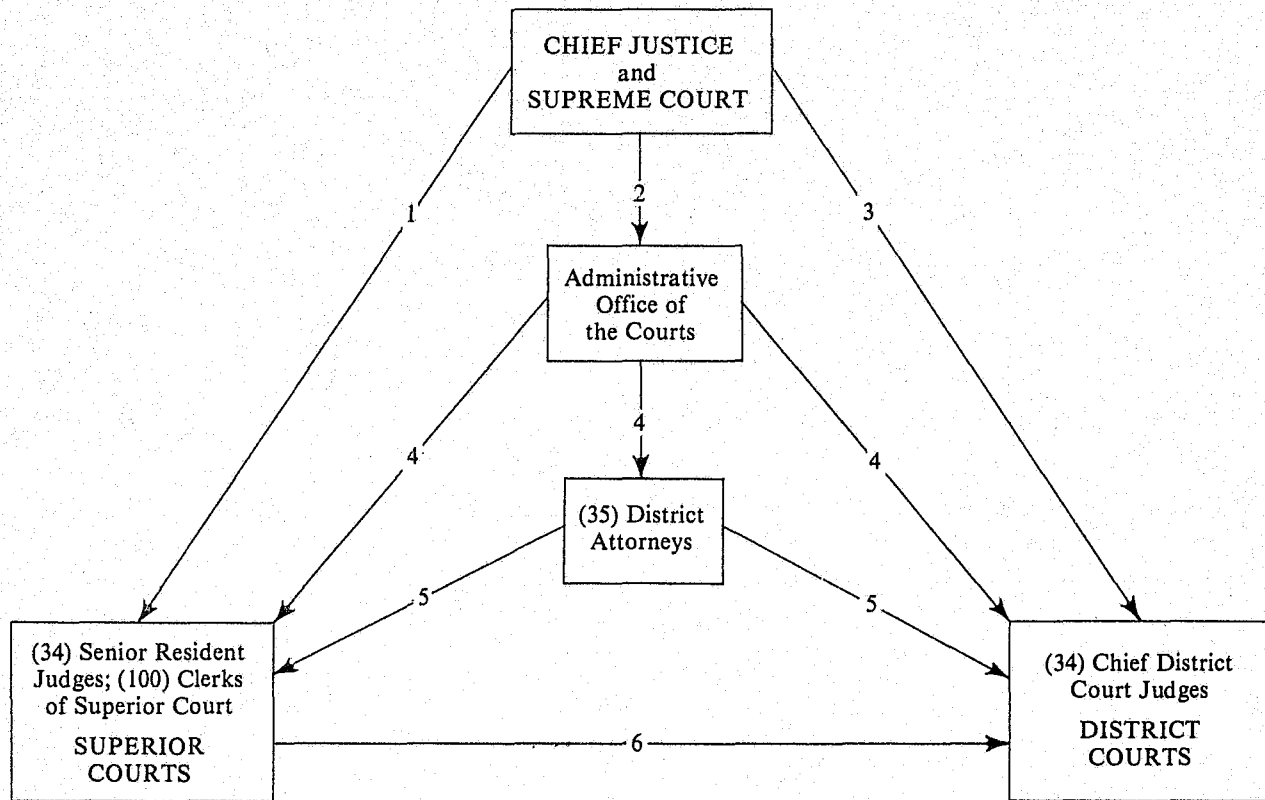 CHIEF JUSTICE
and
SUPREME COURT
1
2
3
Administrative
Office of
the Courts
4
4
4
(35) District
Attorneys
5
5
(34) Senior Resident
Judges; (100) Clerks
of Superior Court
SUPERIOR
COURTS
6
(34) Chief District
Court Judges
DISTRICT
COURTS